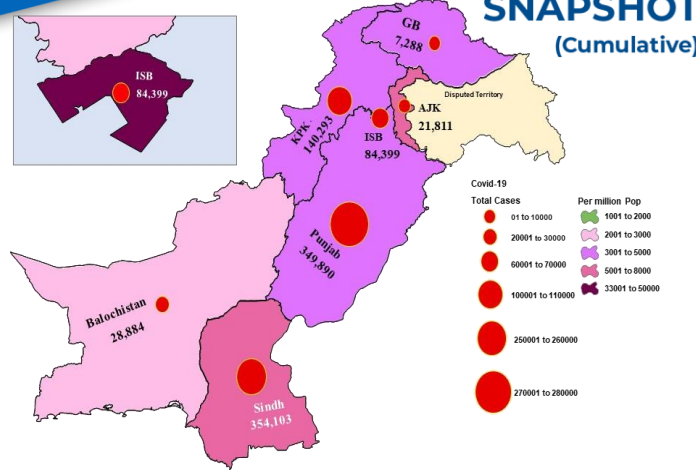 SNAPSHOT
(Cumulative)
ISB
84,399
GB
7,288
KPK
140,293
ISB
84,399
AJK
21,811
Disputed Territory
Punjab
349,890
Balochistan
28,884
Sindh
354,103
Covid-19
Total Cases
01 to 10000
20001 to 30000
60001 to 70000
100001 to 110000
250001 to 260000
270001 to 280000
Per million Pop
1001 to 2000
2001 to 3000
3001 to 5000
5001 to 8000
33001 to 50000